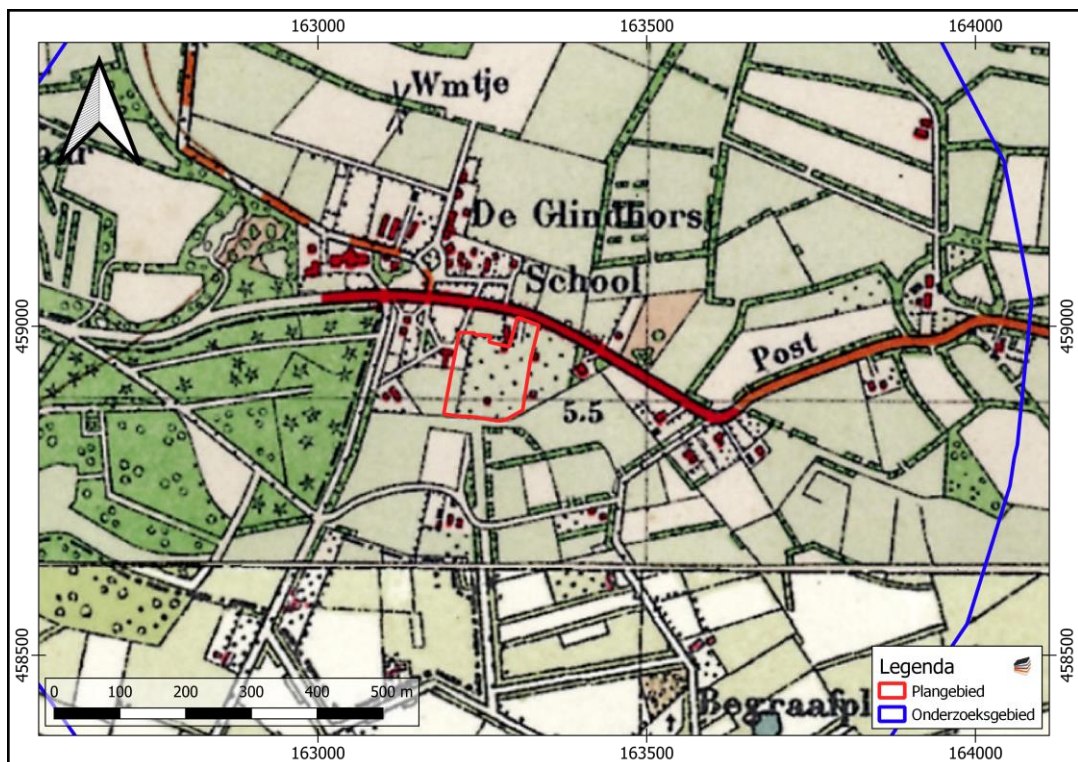 163000 163500 164000
Wmtje
aar
De Glindhorst
School
459000 459000
Post
5.5
458500 458500
Begraafpl
0 100 200 300 400 500 m
Legenda
Plangebied
Onderzoeksgebied
163000 163500 164000